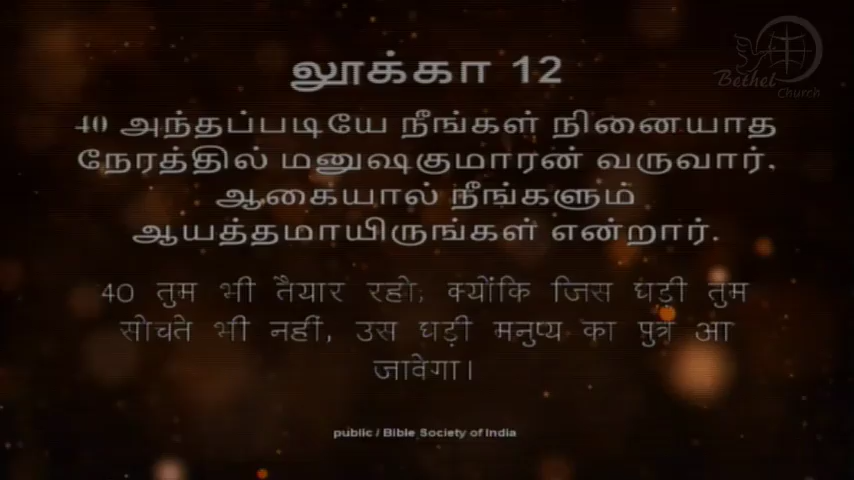 Bethel
Church
லூக்கா 12
40 அந்தப்படியே நீங்கள் நினையாத
நேரத்தில் மனுஷகுமாரன் வருவார்.
ஆகையால் நீங்களும்
ஆயத்தமாயிருங்கள் என்றார்.
40 तुम भी तैयार रहो; क्योंकि जिस घड़ी तुम
सोचते भी नहीं, उस घड़ी मनुष्य का पुत्र आ
जावेगा।
public / Bible Society of India